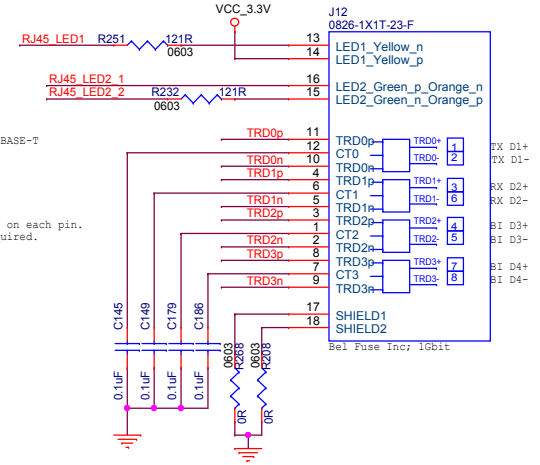 VCC_3.3V
J12
0826-1X1T-23-F
RJ45_LED1 R251 121R 13 LED1_Yellow_n
0603 14 LED1_Yellow_p
RJ45_LED2_1 16 LED2_Green_p_Orange_n
RJ45_LED2_2 R232 121R 15 LED2_Green_n_Orange_p
0603
BASE-T TRD0p 11 TRD0p TRD0+ 1 TX D1+
12 CT0 TRD0- 2 TX D1-
TRD0n 10 TRD0n
TRD1p 4 TRD1p TRD1+ 3 RX D2+
6 CT1 TRD1- 6 RX D2-
TRD1n 5 TRD1n
TRD2p 3 TRD2p TRD2+ 4 BI D3+
on each pin. 1 CT2 TRD2- 5 BI D3-
uired. TRD2n 2 TRD2n
TRD3p 8 TRD3p TRD3+ 7 BI D4+
7 CT3 TRD3- 8 BI D4-
TRD3n 9 TRD3n
17 SHIELD1
18 SHIELD2
Bel Fuse Inc; 1Gbit
C145 C149 C179 C186
0.1uF 0.1uF 0.1uF 0.1uF
0603 R268 0R
0603 R208 0R